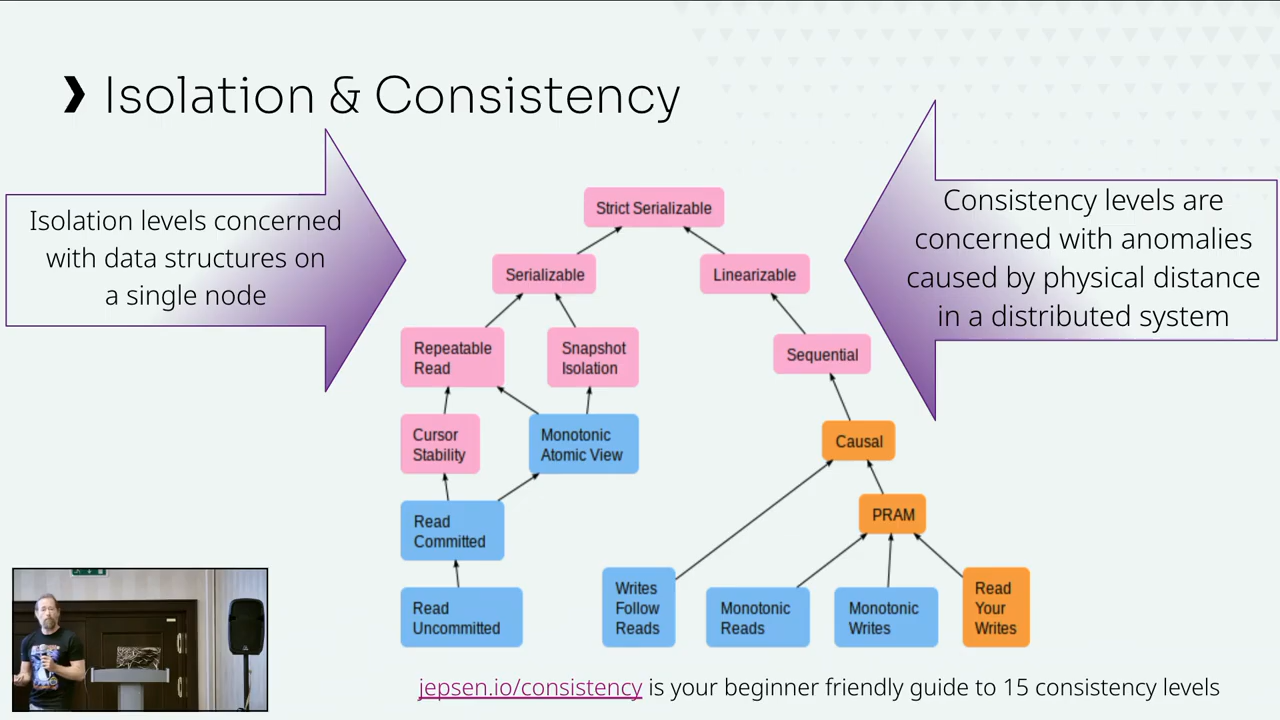 Isolation & Consistency
Isolation levels concerned
with data structures on
a single node
Consistency levels are
concerned with anomalies
caused by physical distance
in a distributed system
Strict Serializable
Serializable
Linearizable
Repeatable
Read
Snapshot
Isolation
Sequential
Cursor
Stability
Monotonic
Atomic View
Causal
Read
Committed
PRAM
Read
Uncommitted
Writes
Follow
Reads
Monotonic
Reads
Monotonic
Writes
Read
Your
Writes
jepsen.io/consistency is your beginner friendly guide to 15 consistency levels